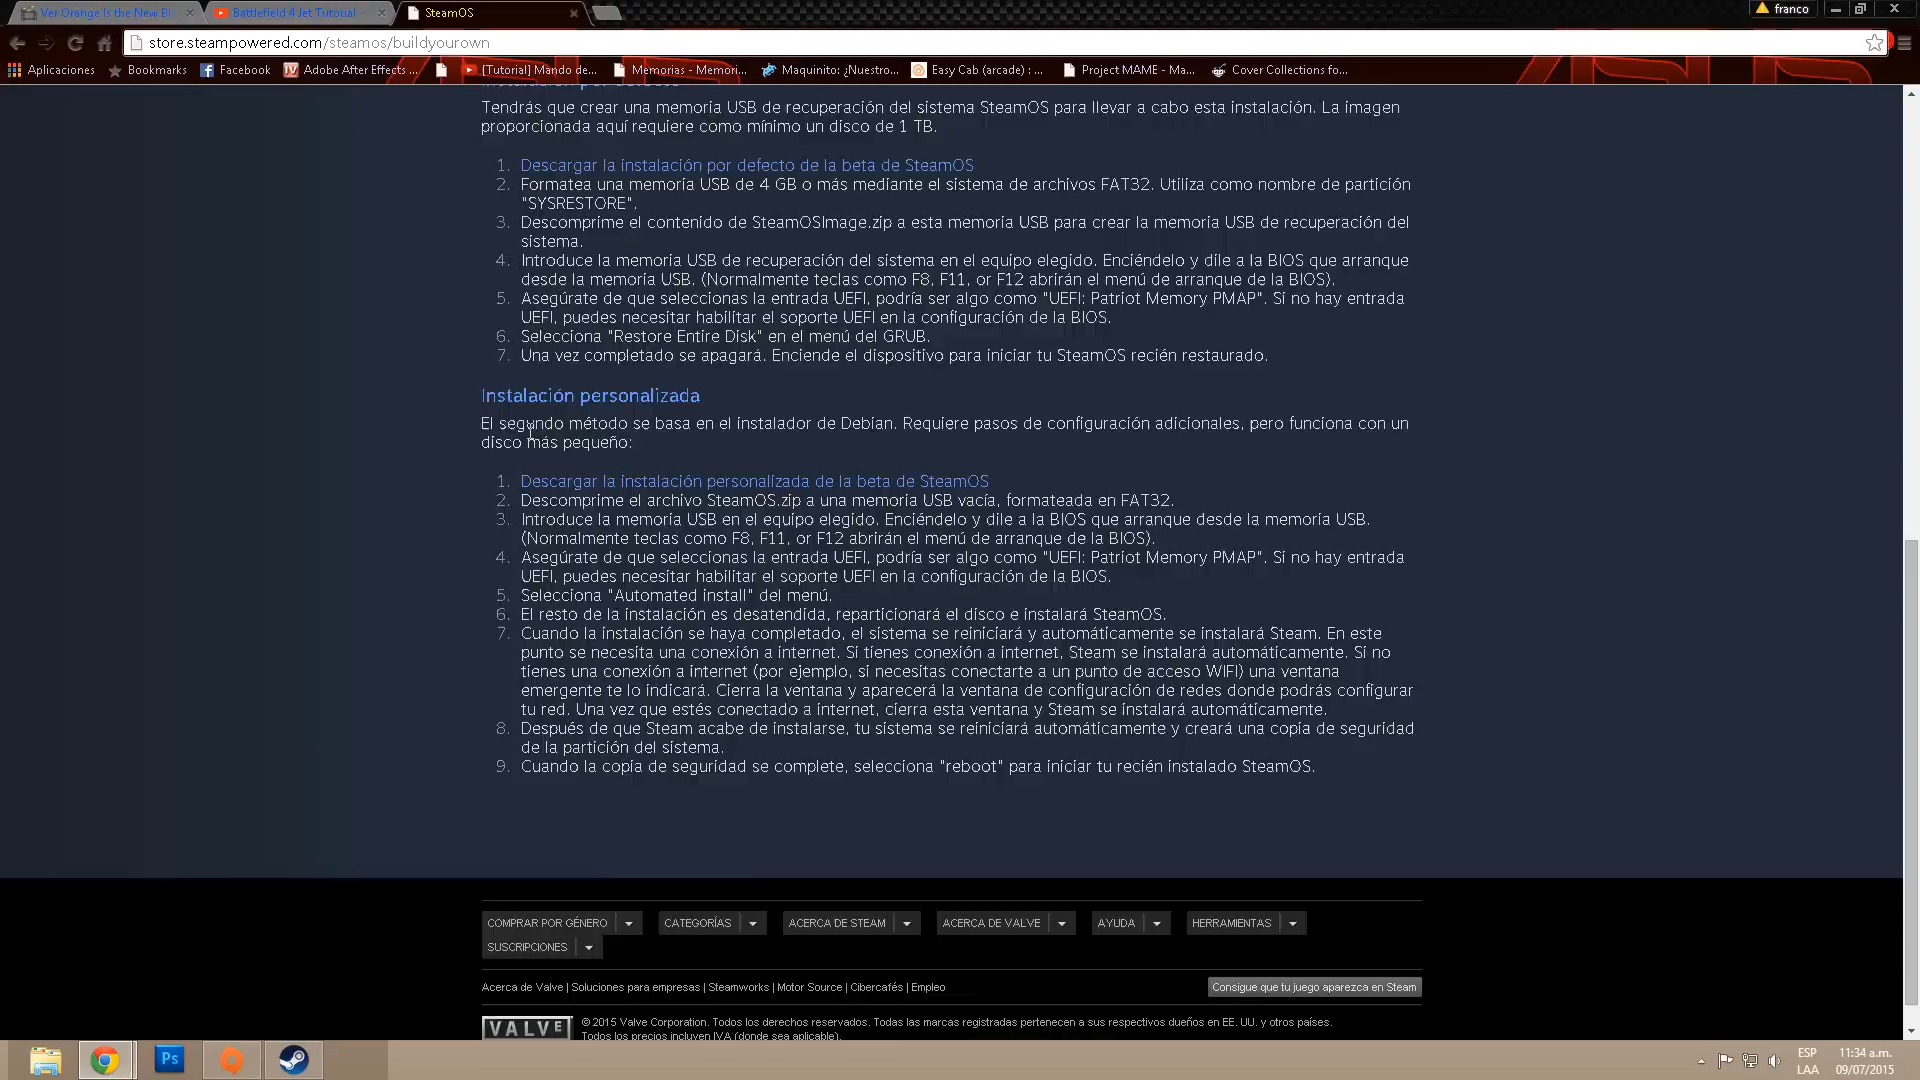 Ver Orange Is the New Bl
Battlefield 4 Jet Tutorial
SteamOS
franco
store.steampowered.com/steamos/buildyourown
Aplicaciones
Bookmarks
Facebook
Adobe After Effects ...
[Tutorial] Mando de...
Memorias - Memori...
Maquinito: ¿Nuestro...
Easy Cab (arcade) : ...
Project MAME - Ma...
Cover Collections fo...
Tendrás que crear una memoria USB de recuperación del sistema SteamOS para llevar a cabo esta instalación. La imagen
proporcionada aquí requiere como mínimo un disco de 1 TB.
1. Descargar la instalación por defecto de la beta de SteamOS
2. Formatea una memoria USB de 4 GB o más mediante el sistema de archivos FAT32. Utiliza como nombre de partición
"SYSRESTORE".
3. Descomprime el contenido de SteamOSImage.zip a esta memoria USB para crear la memoria USB de recuperación del
sistema.
4. Introduce la memoria USB de recuperación del sistema en el equipo elegido. Enciéndelo y dile a la BIOS que arranque
desde la memoria USB. (Normalmente teclas como F8, F11, or F12 abrirán el menú de arranque de la BIOS).
5. Asegúrate de que seleccionas la entrada UEFI, podría ser algo como "UEFI: Patriot Memory PMAP". Si no hay entrada
UEFI, puedes necesitar habilitar el soporte UEFI en la configuración de la BIOS.
6. Selecciona "Restore Entire Disk" en el menú del GRUB.
7. Una vez completado se apagará. Enciende el dispositivo para iniciar tu SteamOS recién restaurado.
Instalación personalizada
El segundo método se basa en el instalador de Debian. Requiere pasos de configuración adicionales, pero funciona con un
disco más pequeño:
1. Descargar la instalación personalizada de la beta de SteamOS
2. Descomprime el archivo SteamOS.zip a una memoria USB vacía, formateada en FAT32.
3. Introduce la memoria USB en el equipo elegido. Enciéndelo y dile a la BIOS que arranque desde la memoria USB.
(Normalmente teclas como F8, F11, or F12 abrirán el menú de arranque de la BIOS).
4. Asegúrate de que seleccionas la entrada UEFI, podría ser algo como "UEFI: Patriot Memory PMAP". Si no hay entrada
UEFI, puedes necesitar habilitar el soporte UEFI en la configuración de la BIOS.
5. Selecciona "Automated install" del menú.
6. El resto de la instalación es desatendida, reparticionará el disco e instalará SteamOS.
7. Cuando la instalación se haya completado, el sistema se reiniciará y automáticamente se instalará Steam. En este
punto se necesita una conexión a internet. Si tienes conexión a internet, Steam se instalará automáticamente. Si no
tienes una conexión a internet (por ejemplo, si necesitas conectarte a un punto de acceso WIFI) una ventana
emergente te lo indicará. Cierra la ventana y aparecerá la ventana de configuración de redes donde podrás configurar
tu red. Una vez que estés conectado a internet, cierra esta ventana y Steam se instalará automáticamente.
8. Después de que Steam acabe de instalarse, tu sistema se reiniciará automáticamente y creará una copia de seguridad
de la partición del sistema.
9. Cuando la copia de seguridad se complete, selecciona "reboot" para iniciar tu recién instalado SteamOS.
COMPRAR POR GÉNERO
CATEGORÍAS
ACERCA DE STEAM
ACERCA DE VALVE
AYUDA
HERRAMIENTAS
SUSCRIPCIONES
Acerca de Valve | Soluciones para empresas | Steamworks | Motor Source | Cibercafés | Empleo
Consigue que tu juego aparezca en Steam
VALVE
© 2015 Valve Corporation. Todos los derechos reservados. Todas las marcas registradas pertenecen a sus respectivos dueños en EE. UU. y otros países.
Todos los precios incluyen IVA (donde sea aplicable).
Ps
ESP
LAA
11:34 a.m.
09/07/2015